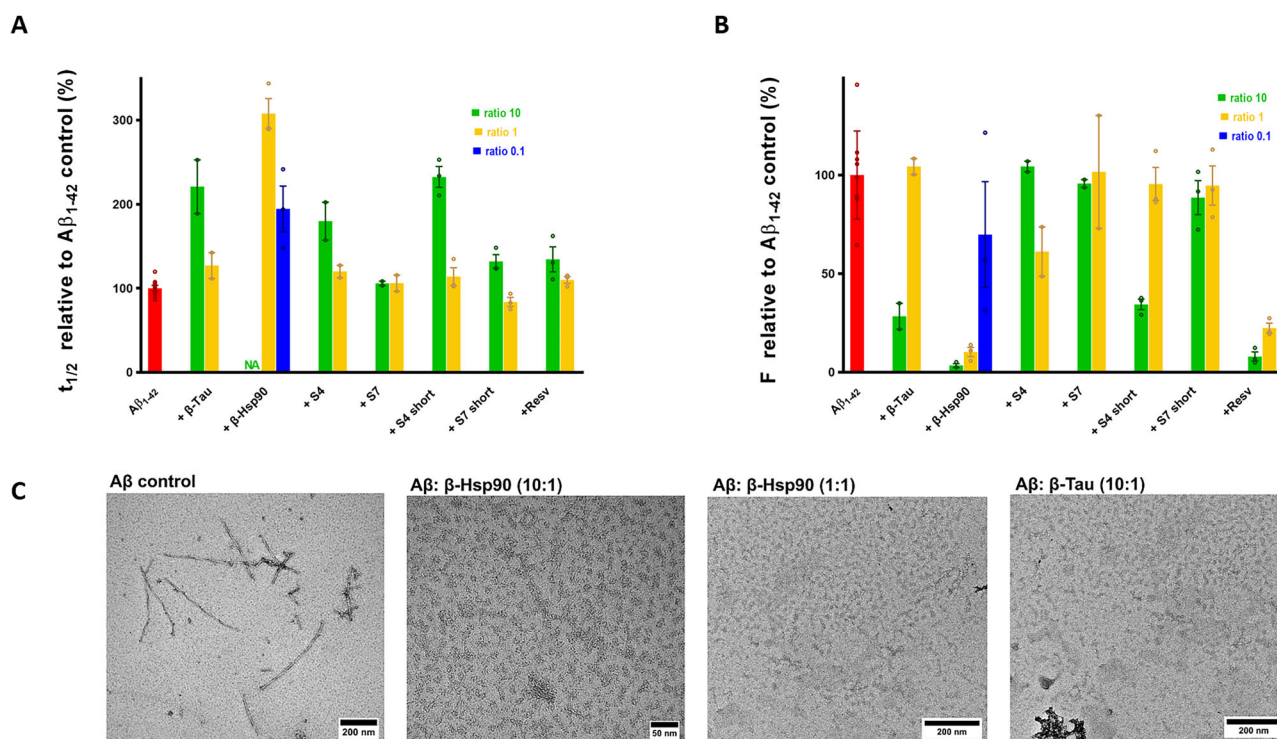 A
B
t1/2 relative to Aβ1-42 control (%)
300
200
100
0
ratio 10
ratio 1
ratio 0.1
NA
Aβ1-42
+ β-Tau
+ β-Hsp90
+ S4
+ S7
+ S4 short
+ S7 short
+Resv
F relative to Aβ1-42 control (%)
100
50
0
ratio 10
ratio 1
ratio 0.1
Aβ1-42
+ β-Tau
+ β-Hsp90
+ S4
+ S7
+ S4 short
+ S7 short
+Resv
C
Aβ control
Aβ: β-Hsp90 (10:1)
Aβ: β-Hsp90 (1:1)
Aβ: β-Tau (10:1)
200 nm
50 nm
200 nm
200 nm